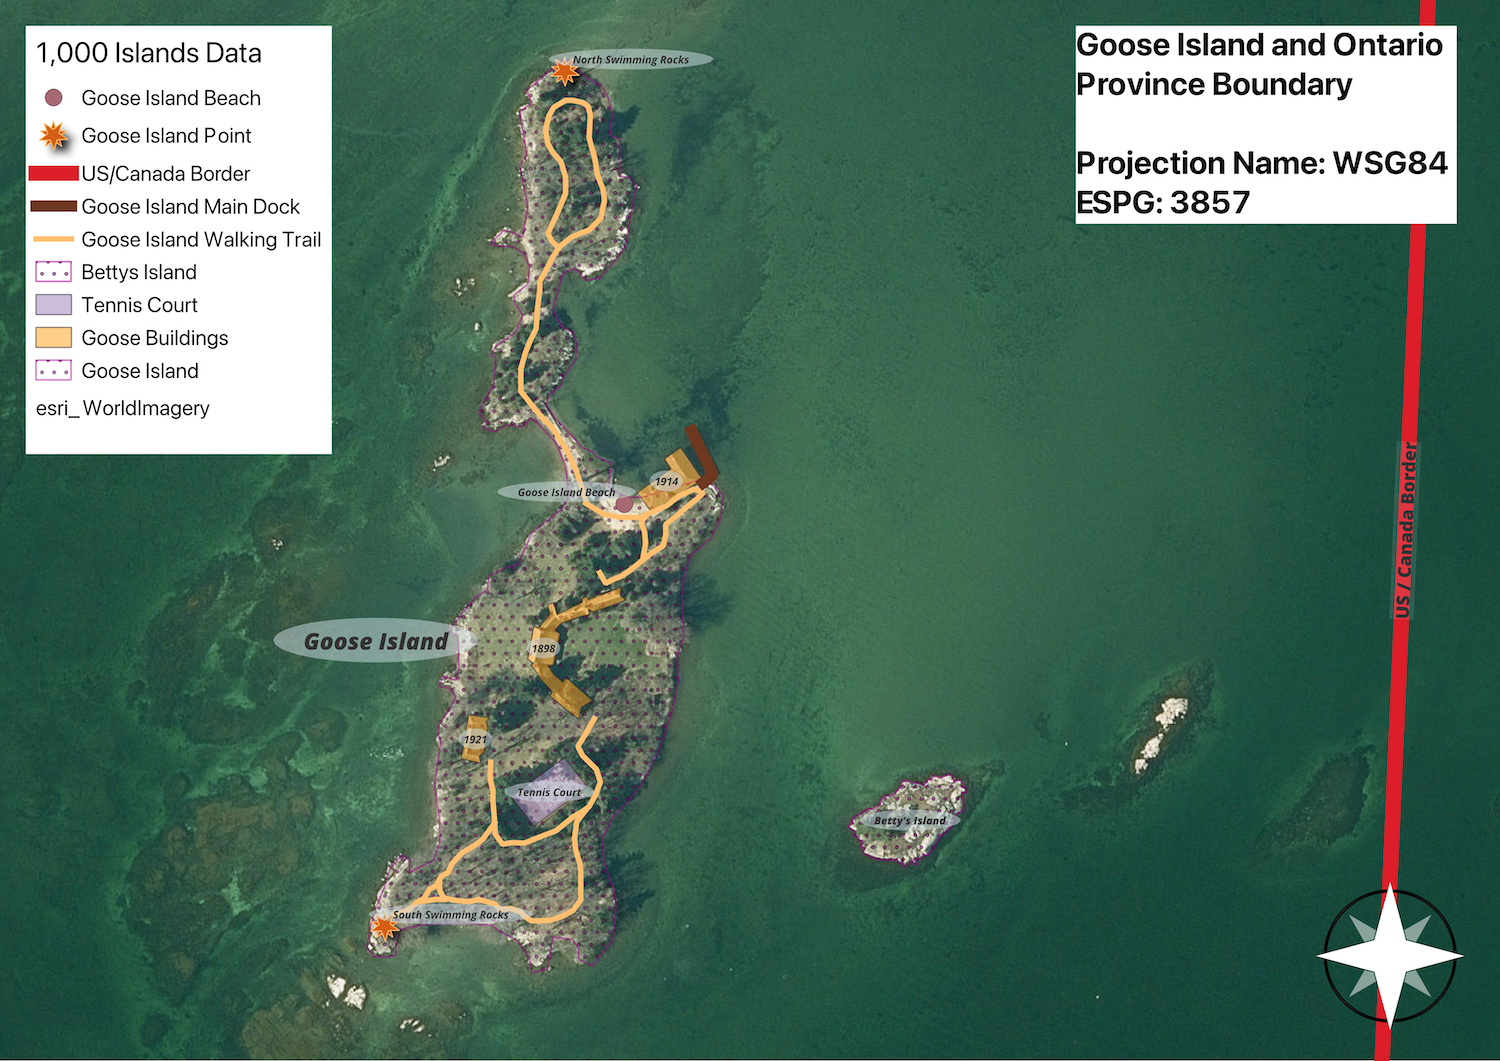 1,000 Islands Data
Goose Island Beach
Goose Island Point
US/Canada Border
Goose Island Main Dock
Goose Island Walking Trail
Bettys Island
Tennis Court
Goose Buildings
Goose Island
esri_WorldImagery
Goose Island and Ontario
Province Boundary
Projection Name: WSG84
ESPG: 3857
North Swimming Rocks
1914
Goose Island Beach
US / Canada Border
Goose Island
1898
1921
Tennis Court
Betty's Island
South Swimming Rocks